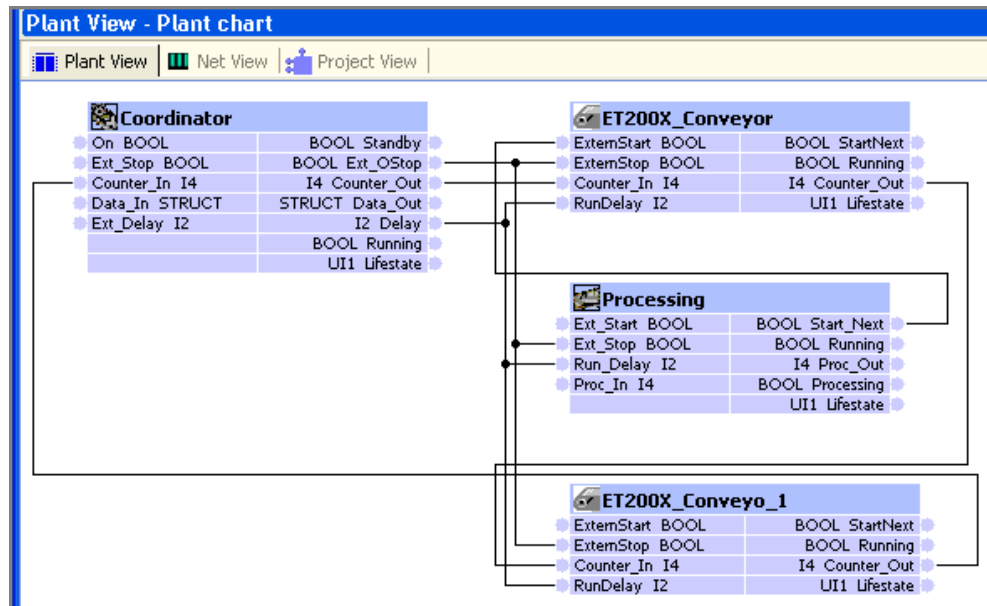 Plant View - Plant chart
Plant View Net View Project View
Coordinator
On BOOL BOOL Standby
Ext_Stop BOOL BOOL Ext_OStop
Counter_In I4 I4 Counter_Out
Data_In STRUCT STRUCT Data_Out
Ext_Delay I2 I2 Delay
BOOL Running
UI1 Lifestate
ET200X_Conveyor
ExternStart BOOL BOOL StartNext
ExternStop BOOL BOOL Running
Counter_In I4 I4 Counter_Out
RunDelay I2 UI1 Lifestate
Processing
Ext_Start BOOL BOOL Start_Next
Ext_Stop BOOL BOOL Running
Run_Delay I2 I4 Proc_Out
Proc_In I4 BOOL Processing
UI1 Lifestate
ET200X_Conveyo_1
ExternStart BOOL BOOL StartNext
ExternStop BOOL BOOL Running
Counter_In I4 I4 Counter_Out
RunDelay I2 UI1 Lifestate